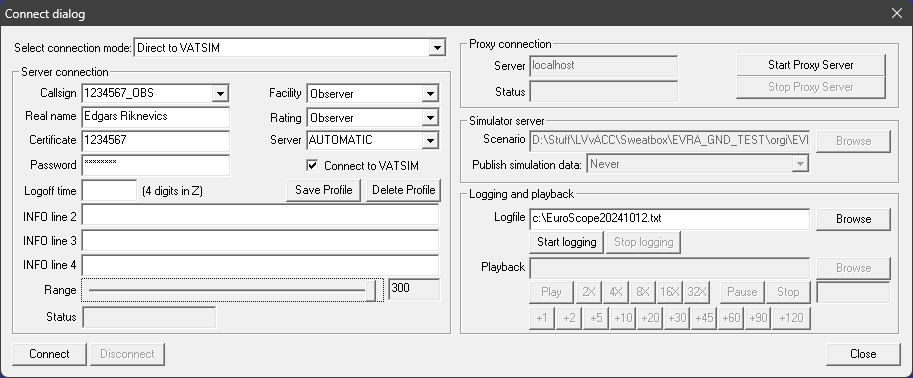 Connect dialog
Select connection mode: Direct to VATSIM
Server connection
Callsign 1234567_OBS Facility Observer
Real name Edgars Riknevics Rating Observer
Certificate 1234567 Server AUTOMATIC
Password ******** Connect to VATSIM
Logoff time (4 digits in Z) Save Profile Delete Profile
INFO line 2
INFO line 3
INFO line 4
Range 300
Status
Connect Disconnect
Proxy connection
Server localhost Start Proxy Server
Status Stop Proxy Server
Simulator server
Scenario D:\Stuff\LVvACC\Sweatbox\EVRA_GND_TEST\orgi\EVI Browse
Publish simulation data: Never
Logging and playback
Logfile c:\EuroScope20241012.txt Browse
Start logging Stop logging
Playback Browse
Play 2X 4X 8X 16X 32X Pause Stop
+1 +2 +5 +10 +20 +30 +45 +60 +90 +120
Close